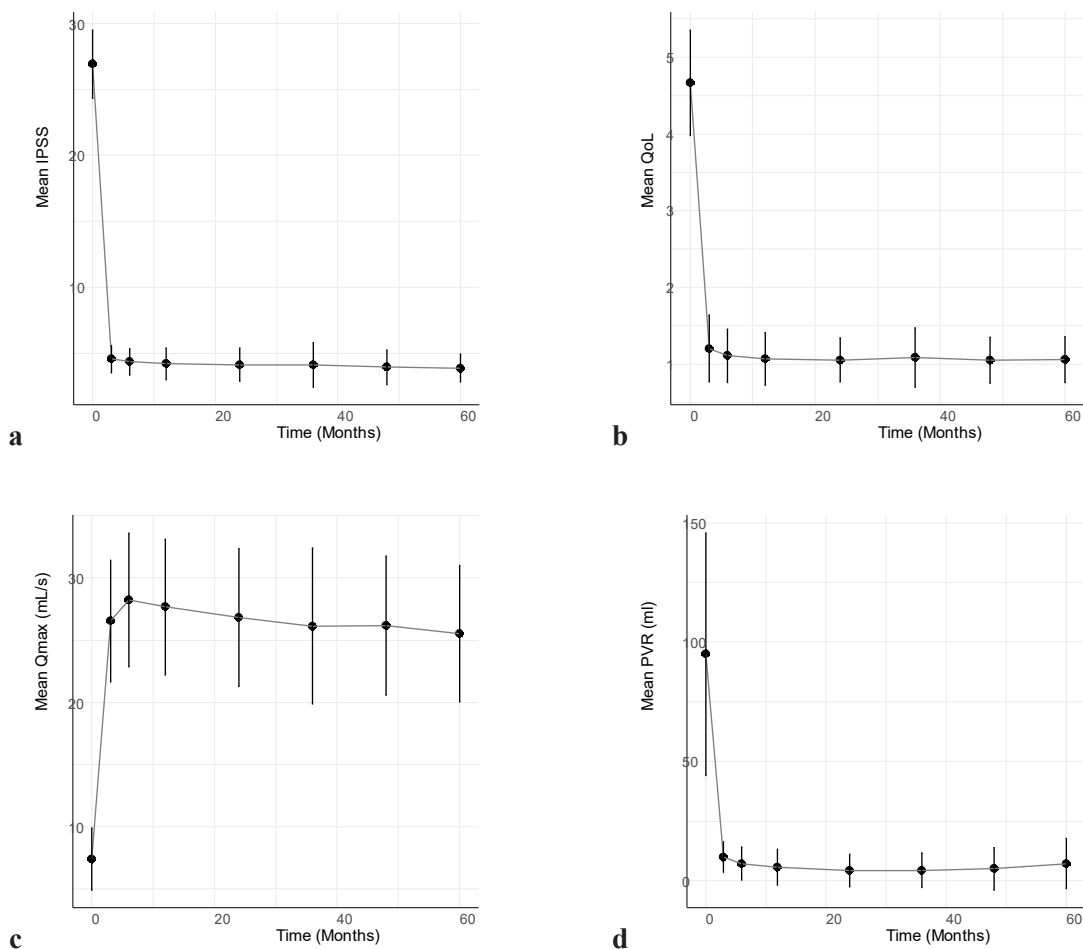 30
20
10
Mean IPSS
0 20 40 60
Time (Months)
a
5
4
3
2
1
Mean QoL
0 20 40 60
Time (Months)
b
30
20
10
Mean Qmax (mL/s)
0 20 40 60
Time (Months)
c
150
100
50
0
Mean PVR (ml)
0 20 40 60
Time (Months)
d